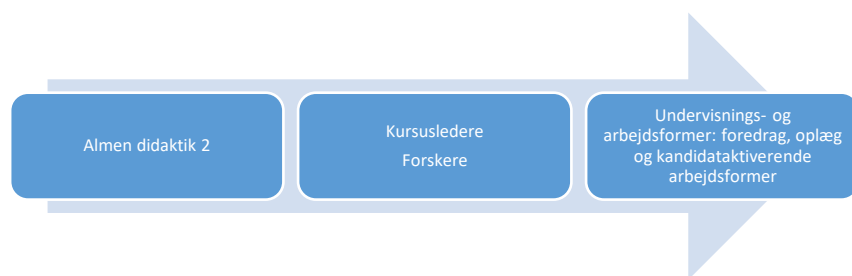 Almen didaktik 2
Kursusledere
Forskere
Undervisnings- og
arbejdsformer: foredrag, oplæg
og kandidataktiverende
arbejdsformer